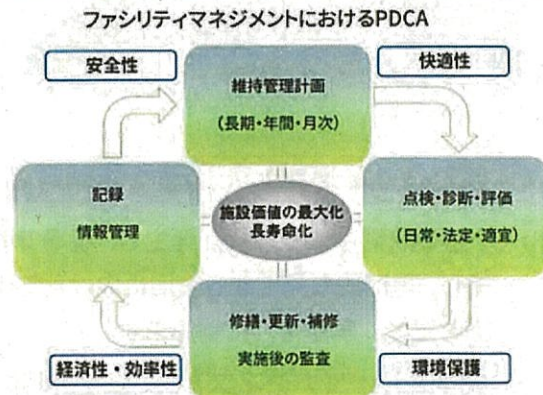 ファシリティマネジメントにおけるPDCA
安全性
快適性
維持管理計画
（長期・年間・月次）
記録
情報管理
施設価値の最大化
長寿命化
点検・診断・評価
（日常・法定・適宜）
修繕・更新・補修
実施後の監査
経済性・効率性
環境保護